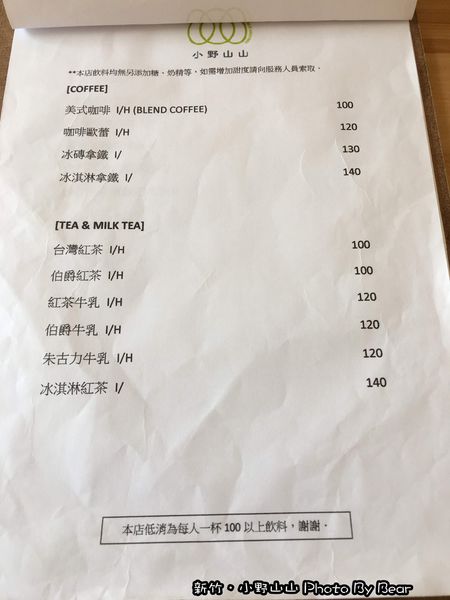 小野山山
**本店飲料均無另添加糖、奶精等，如需增加甜度請向服務人員索取。
[COFFEE]
美式咖啡 I/H (BLEND COFFEE) 100
咖啡歐蕾 I/H 120
冰磚拿鐵 I/ 130
冰淇淋拿鐵 I/ 140
[TEA & MILK TEA]
台灣紅茶 I/H 100
伯爵紅茶 I/H 100
紅茶牛乳 I/H 120
伯爵牛乳 I/H 120
朱古力牛乳 I/H 120
冰淇淋紅茶 I/ 140
本店低消為每人一杯 100 以上飲料，謝謝。
新竹・小野山山 Photo By Bear